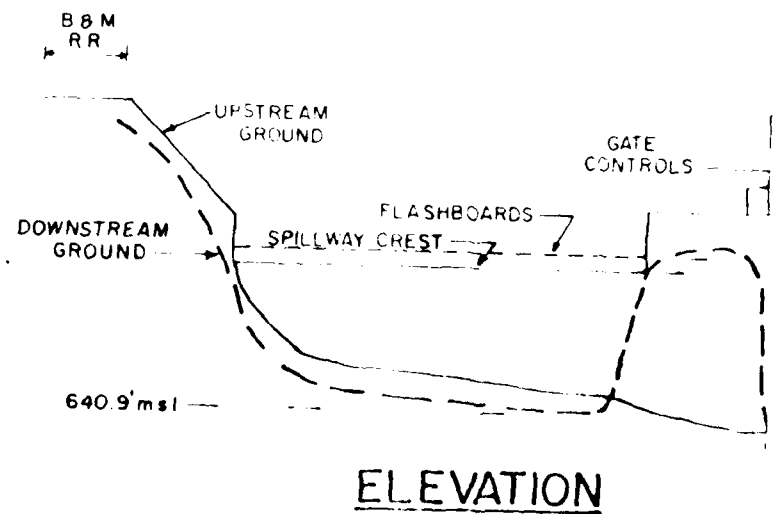 B & M
RR
UPSTREAM
GROUND
GATE
CONTROLS
FLASHBOARDS
DOWNSTREAM
GROUND
SPILLWAY CREST
640.9' msl
ELEVATION